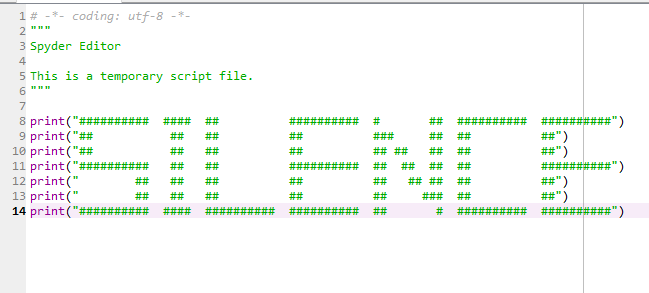 1 # -*- coding: utf-8 -*-
2 """
3 Spyder Editor
4
5 This is a temporary script file.
6 """
7
8 print("##########  ####  ##          ##########  #       ##  ##########  ##########")
9 print("##           ##   ##          ##          ###     ##  ##          ##")
10 print("##           ##   ##          ##          ## ##   ##  ##          ##")
11 print("##########   ##   ##          ##########  ##  ##  ##  ##          ##########")
12 print("        ##   ##   ##          ##          ##   ## ##  ##          ##")
13 print("        ##   ##   ##          ##          ##     ###  ##          ##")
14 print("##########  ####  ##########  ##########  ##       #  ##########  ##########")